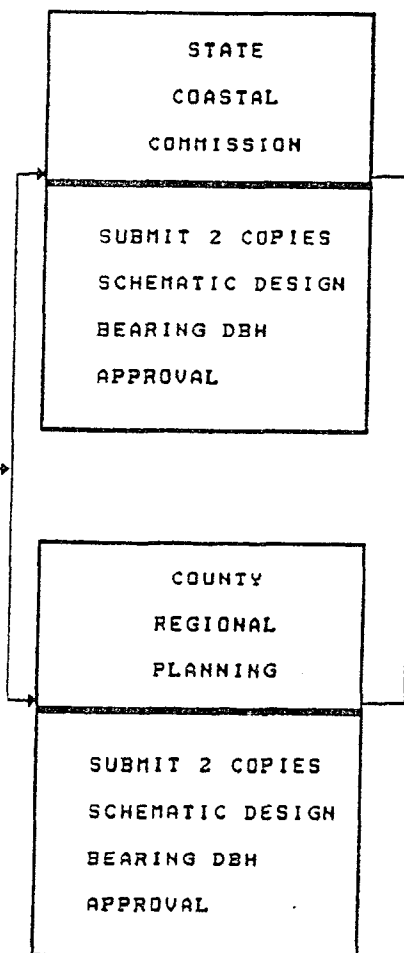 STATE
COASTAL
COMMISSION
SUBMIT 2 COPIES
SCHEMATIC DESIGN
BEARING DBH
APPROVAL
COUNTY
REGIONAL
PLANNING
SUBMIT 2 COPIES
SCHEMATIC DESIGN
BEARING DBH
APPROVAL